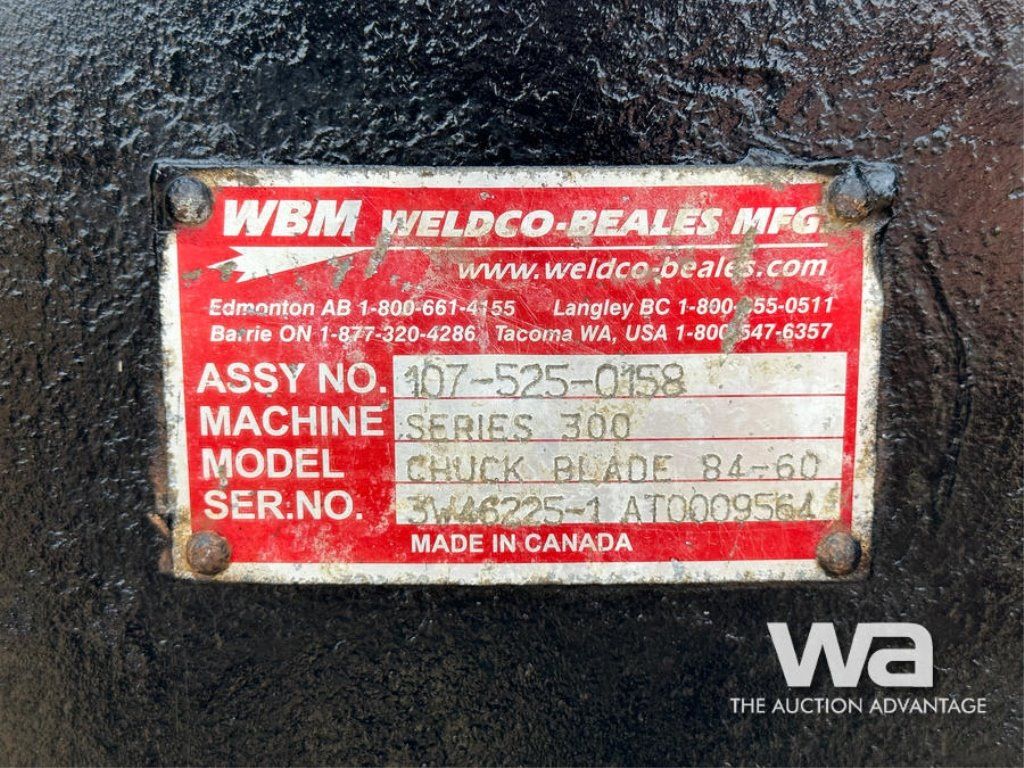 WBM WELDCO-BEALES MFG
www.weldco-beales.com
Edmonton AB 1-800-661-4155 Langley BC 1-800-455-0511
Barrie ON 1-877-320-4286 Tacoma WA, USA 1-800-547-6357
ASSY NO. 107-525-0158
MACHINE SERIES 300
MODEL CHUCK BLADE 84-60
SER.NO. 3W46225-1 AT0009564
MADE IN CANADA
wa
THE AUCTION ADVANTAGE